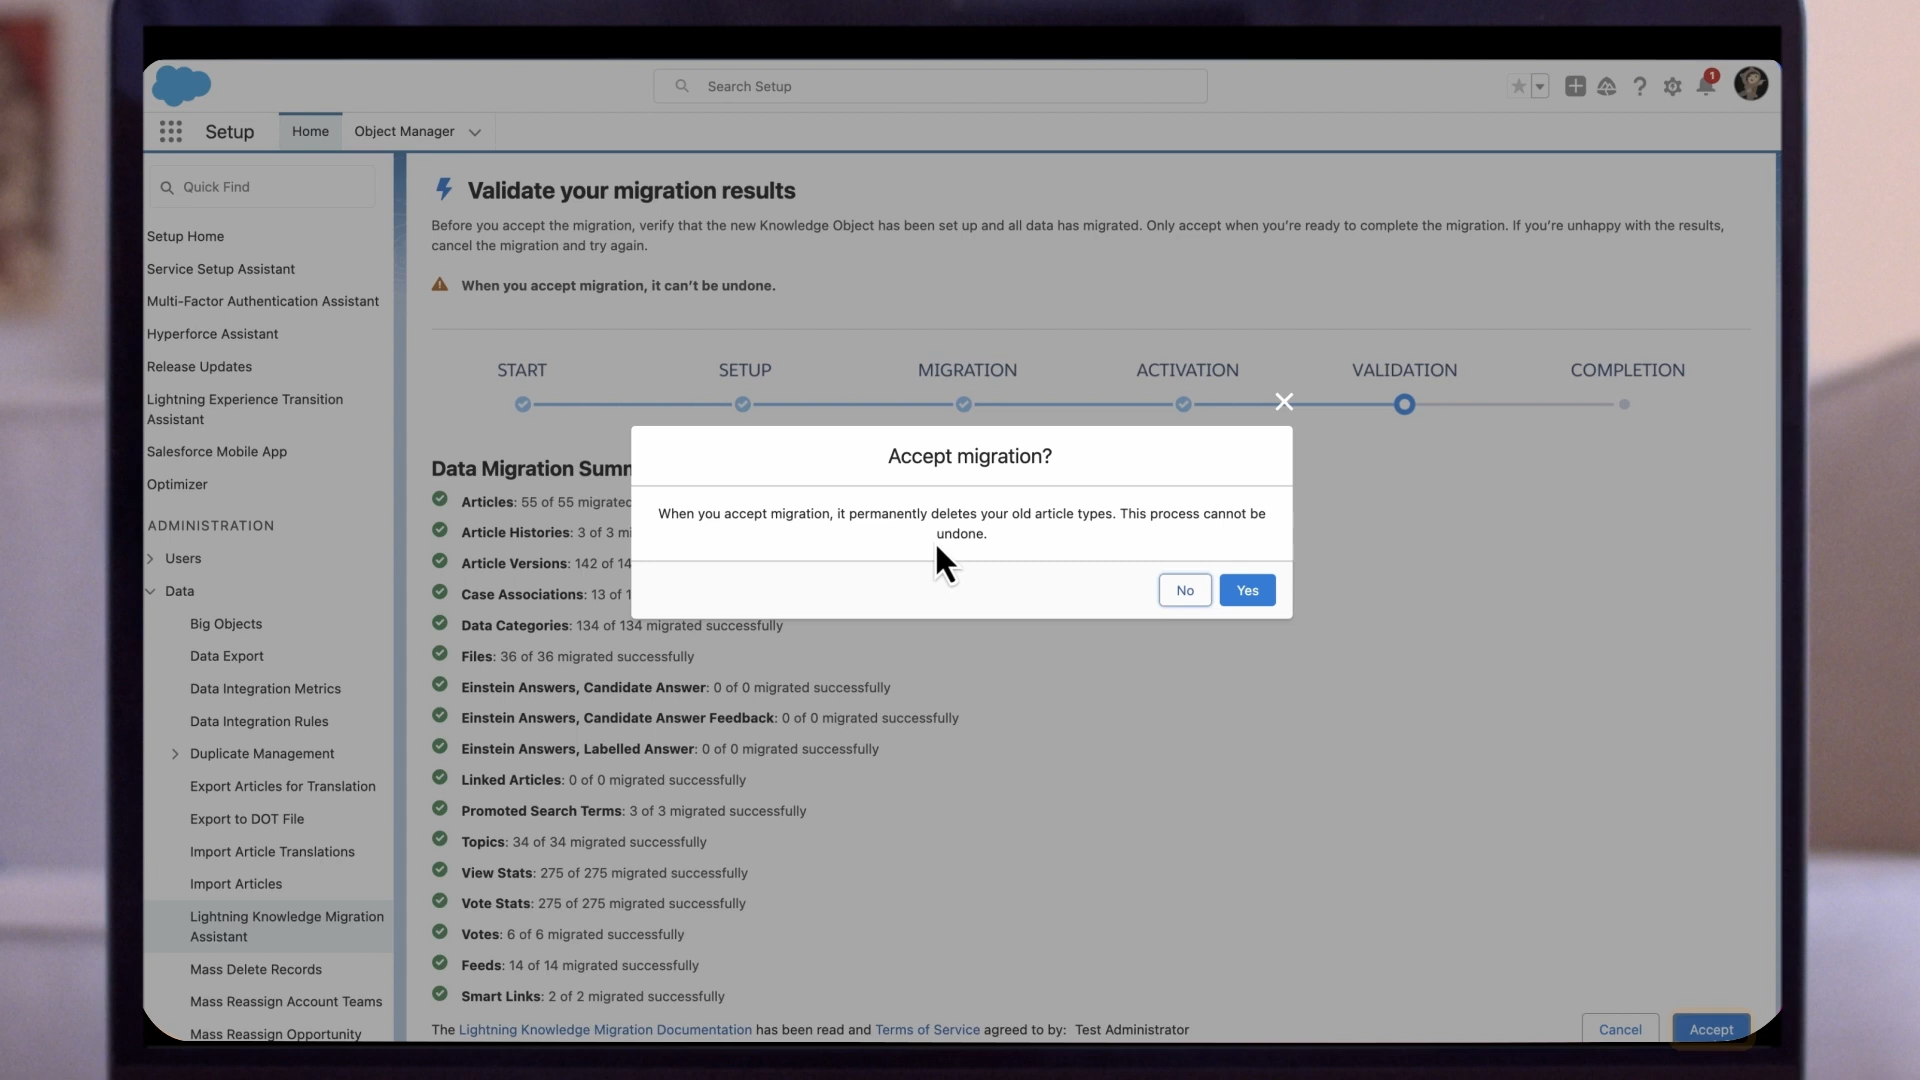 Search Setup
1
Setup
Home
Object Manager
Quick Find
Setup Home
Service Setup Assistant
Multi-Factor Authentication Assistant
Hyperforce Assistant
Release Updates
Lightning Experience Transition
Assistant
Salesforce Mobile App
Optimizer
ADMINISTRATION
Users
Data
Big Objects
Data Export
Data Integration Metrics
Data Integration Rules
Duplicate Management
Export Articles for Translation
Export to DOT File
Import Article Translations
Import Articles
Lightning Knowledge Migration
Assistant
Mass Delete Records
Mass Reassign Account Teams
Mass Reassign Opportunity
Validate your migration results
Before you accept the migration, verify that the new Knowledge Object has been set up and all data has migrated. Only accept when you're ready to complete the migration. If you're unhappy with the results,
cancel the migration and try again.
When you accept migration, it can't be undone.
START
SETUP
MIGRATION
ACTIVATION
VALIDATION
COMPLETION
Accept migration?
When you accept migration, it permanently deletes your old article types. This process cannot be
undone.
No
Yes
Data Migration
Articles: 55 of 55
Article Histories: 3 of 3
Article Versions: 142 of
Case Associations: 13 of
Data Categories: 134 of 134 migrated successfully
Files: 36 of 36 migrated successfully
Einstein Answers, Candidate Answer: 0 of 0 migrated successfully
Einstein Answers, Candidate Answer Feedback: 0 of 0 migrated successfully
Einstein Answers, Labelled Answer: 0 of 0 migrated successfully
Linked Articles: 0 of 0 migrated successfully
Promoted Search Terms: 3 of 3 migrated successfully
Topics: 34 of 34 migrated successfully
View Stats: 275 of 275 migrated successfully
Vote Stats: 275 of 275 migrated successfully
Votes: 6 of 6 migrated successfully
Feeds: 14 of 14 migrated successfully
Smart Links: 2 of 2 migrated successfully
The Lightning Knowledge Migration Documentation has been read and Terms of Service agreed to by: Test Administrator
Cancel
Accept